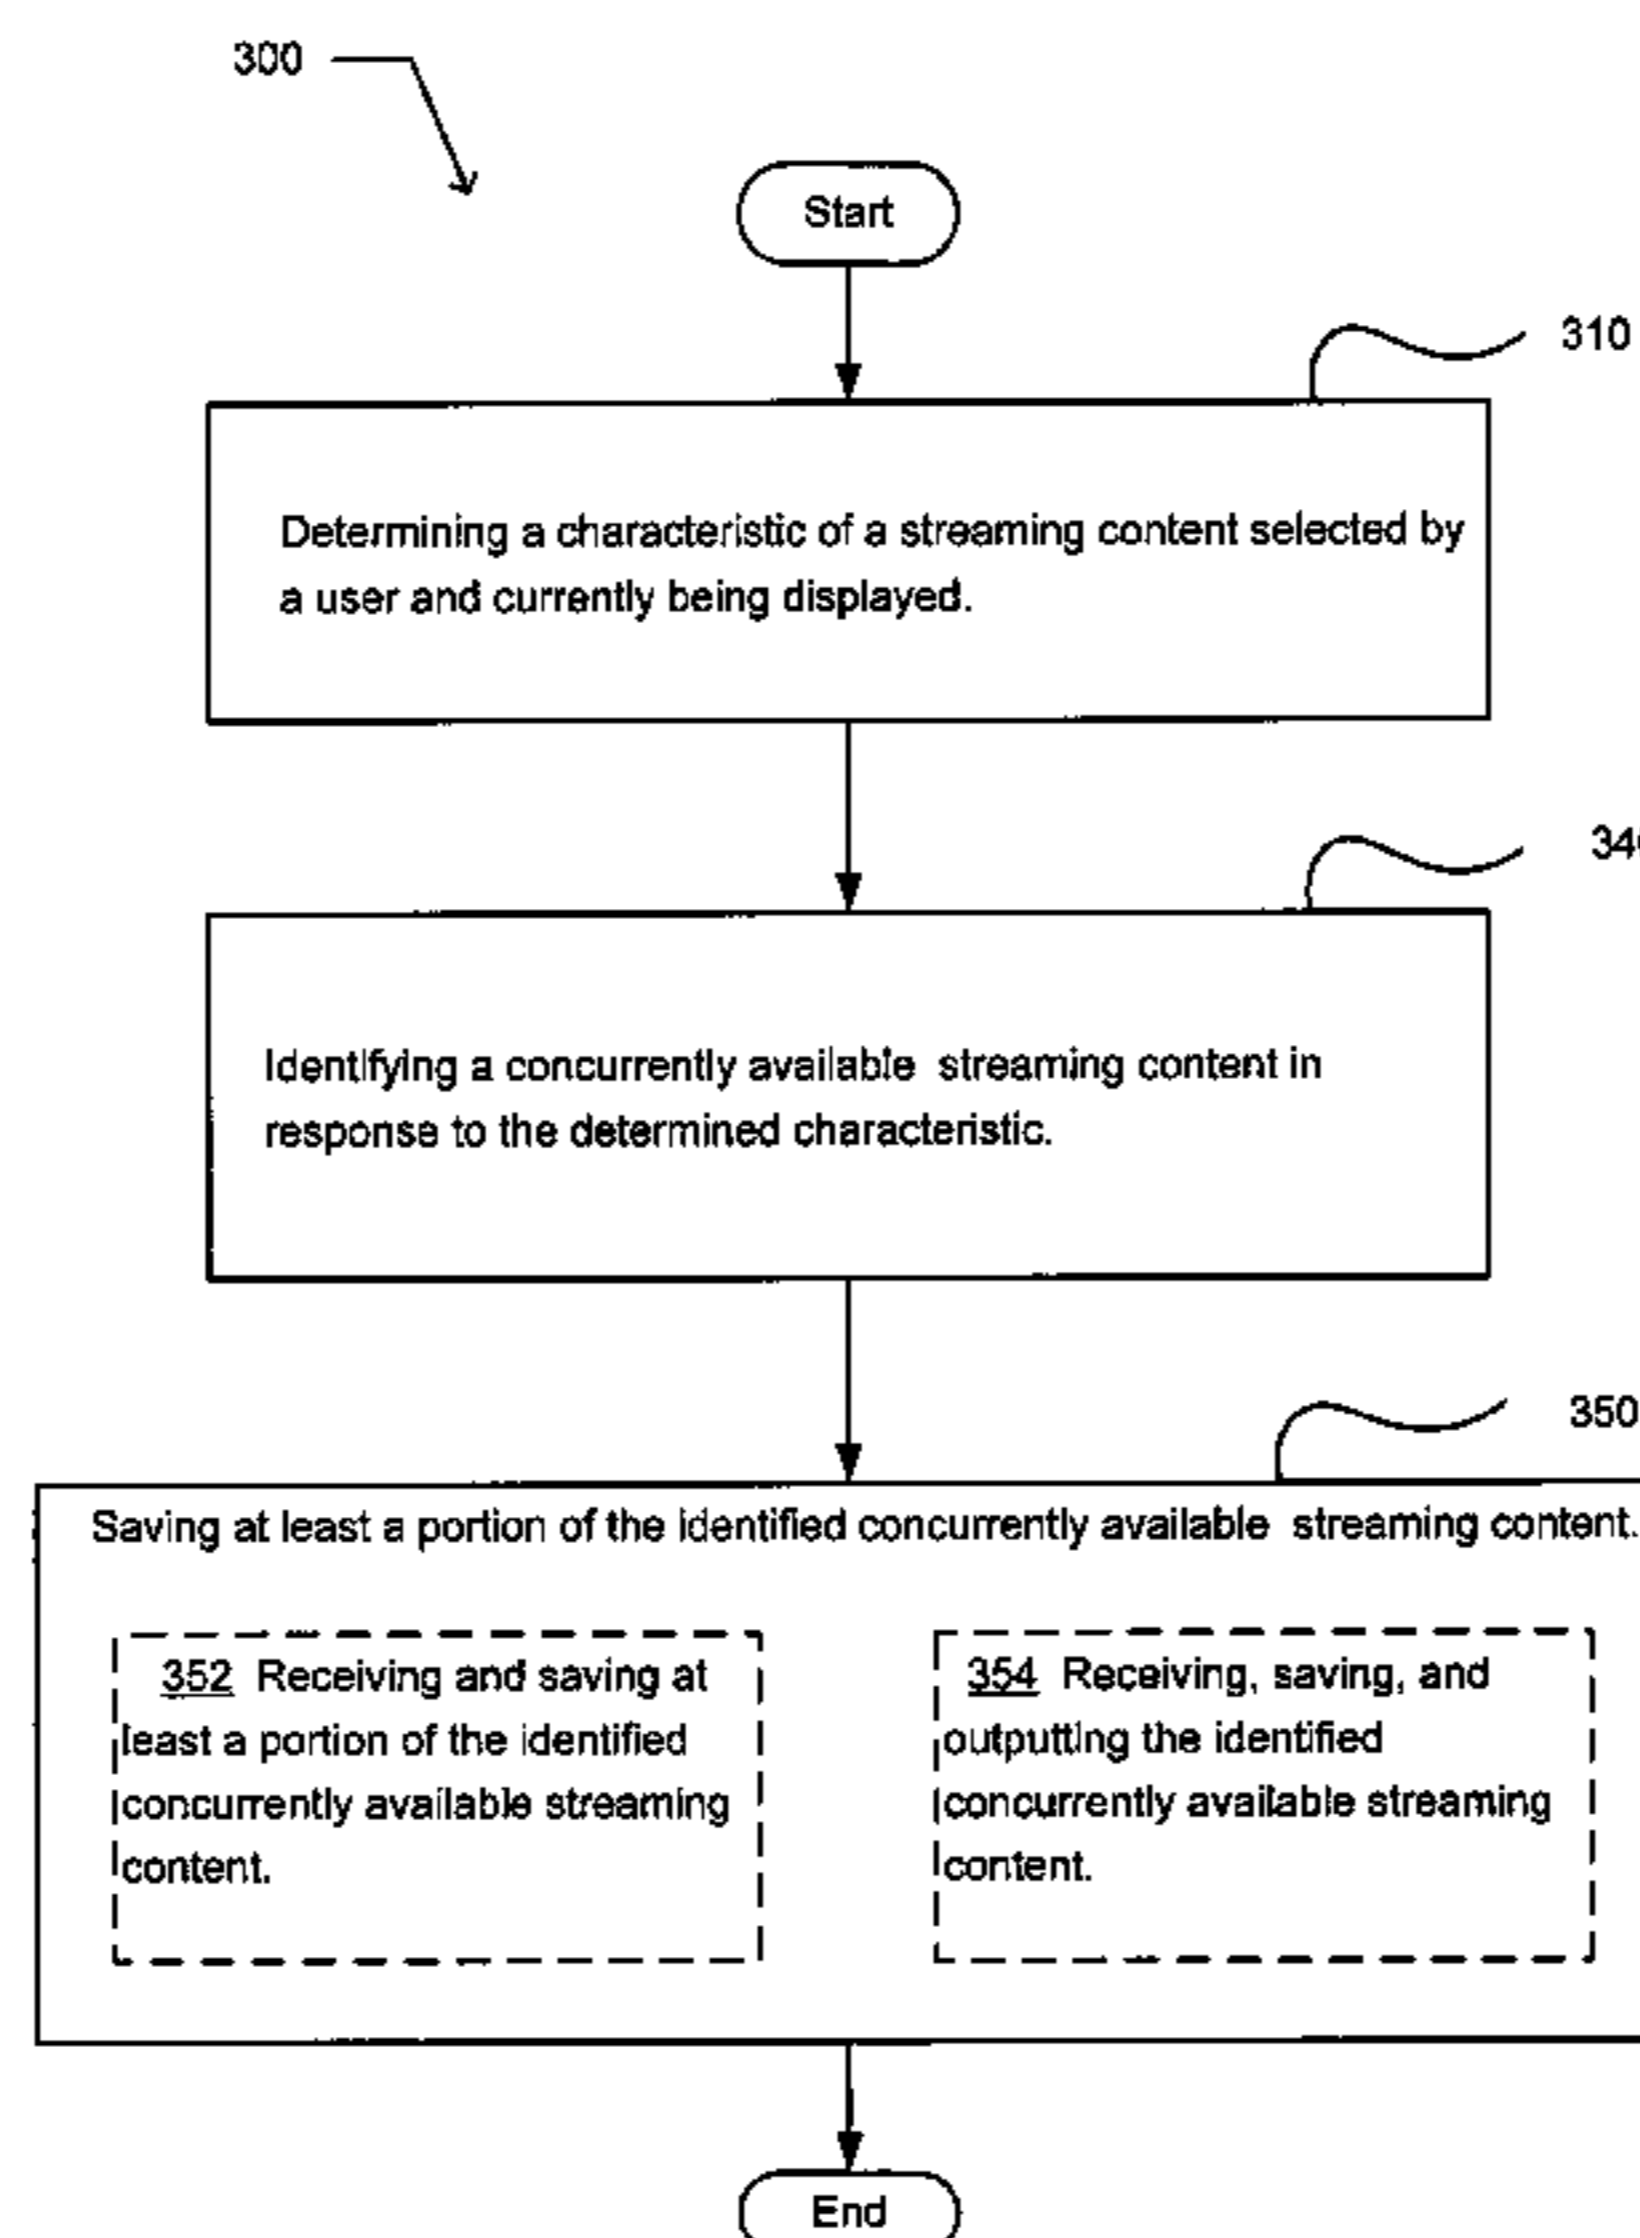 300
Start
310
Determining a characteristic of a streaming content selected by
a user and currently being displayed.
340
Identifying a concurrently available streaming content in
response to the determined characteristic.
350
Saving at least a portion of the identified concurrently available streaming content.
352 Receiving and saving at
least a portion of the identified
concurrently available streaming
content.
354 Receiving, saving, and
outputting the identified
concurrently available streaming
content.
End